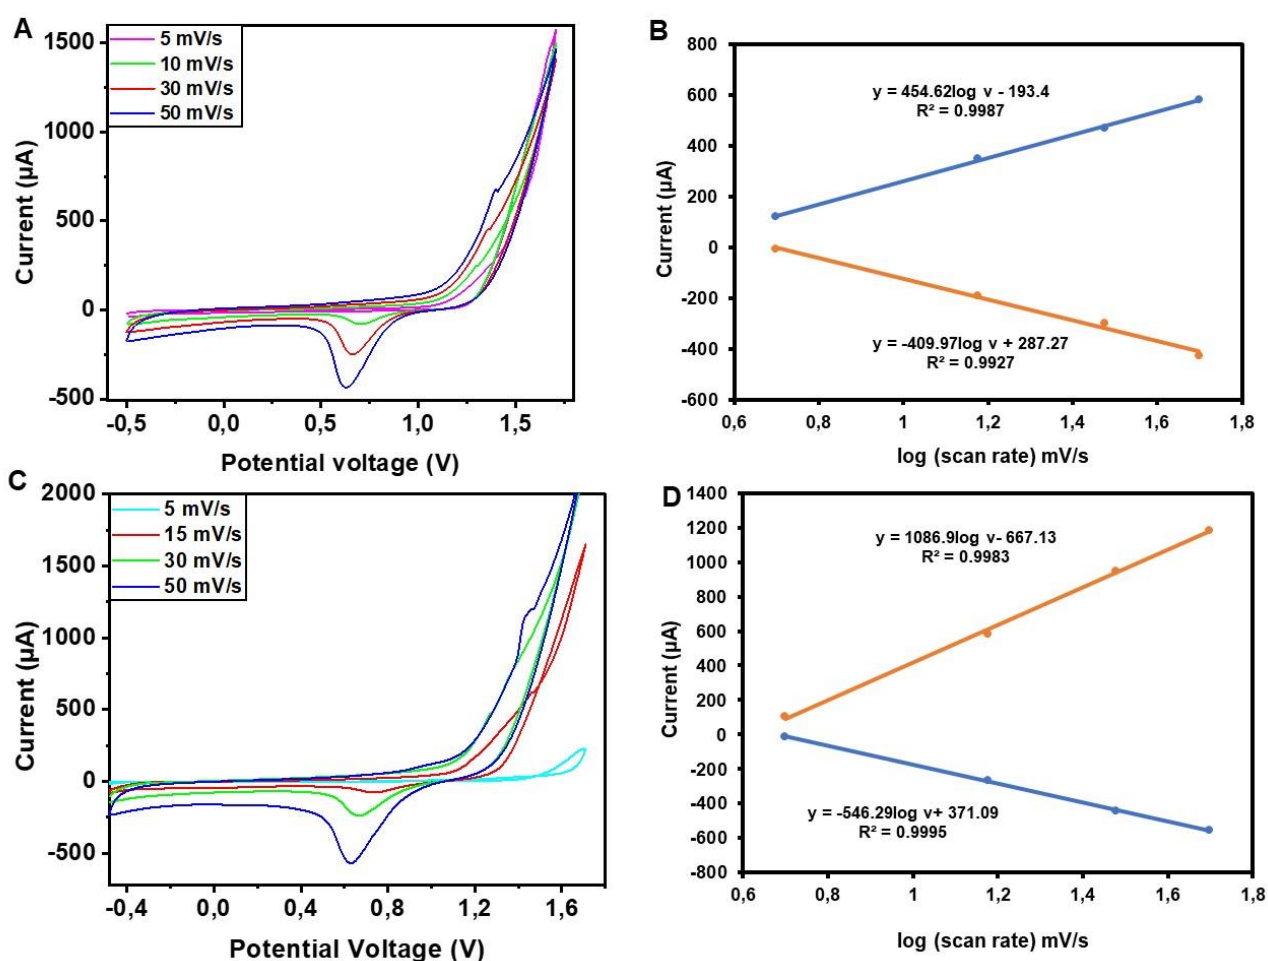 A
5 mV/s
10 mV/s
30 mV/s
50 mV/s
1500
1000
500
0
-500
Current (µA)
-0,5 0,0 0,5 1,0 1,5
Potential voltage (V)
B
800
600
400
200
0
-200
-400
-600
Current (µA)
y = 454.62log v - 193.4
R² = 0.9987
y = -409.97log v + 287.27
R² = 0.9927
0,6 0,8 1 1,2 1,4 1,6 1,8
log (scan rate) mV/s
C
5 mV/s
15 mV/s
30 mV/s
50 mV/s
2000
1500
1000
500
0
-500
Current (µA)
-0,4 0,0 0,4 0,8 1,2 1,6
Potential Voltage (V)
D
1400
1200
1000
800
600
400
200
0
-200
-400
-600
-800
Current (µA)
y = 1086.9log v- 667.13
R² = 0.9983
y = -546.29log v+ 371.09
R² = 0.9995
0,6 0,8 1 1,2 1,4 1,6 1,8
log (scan rate) mV/s